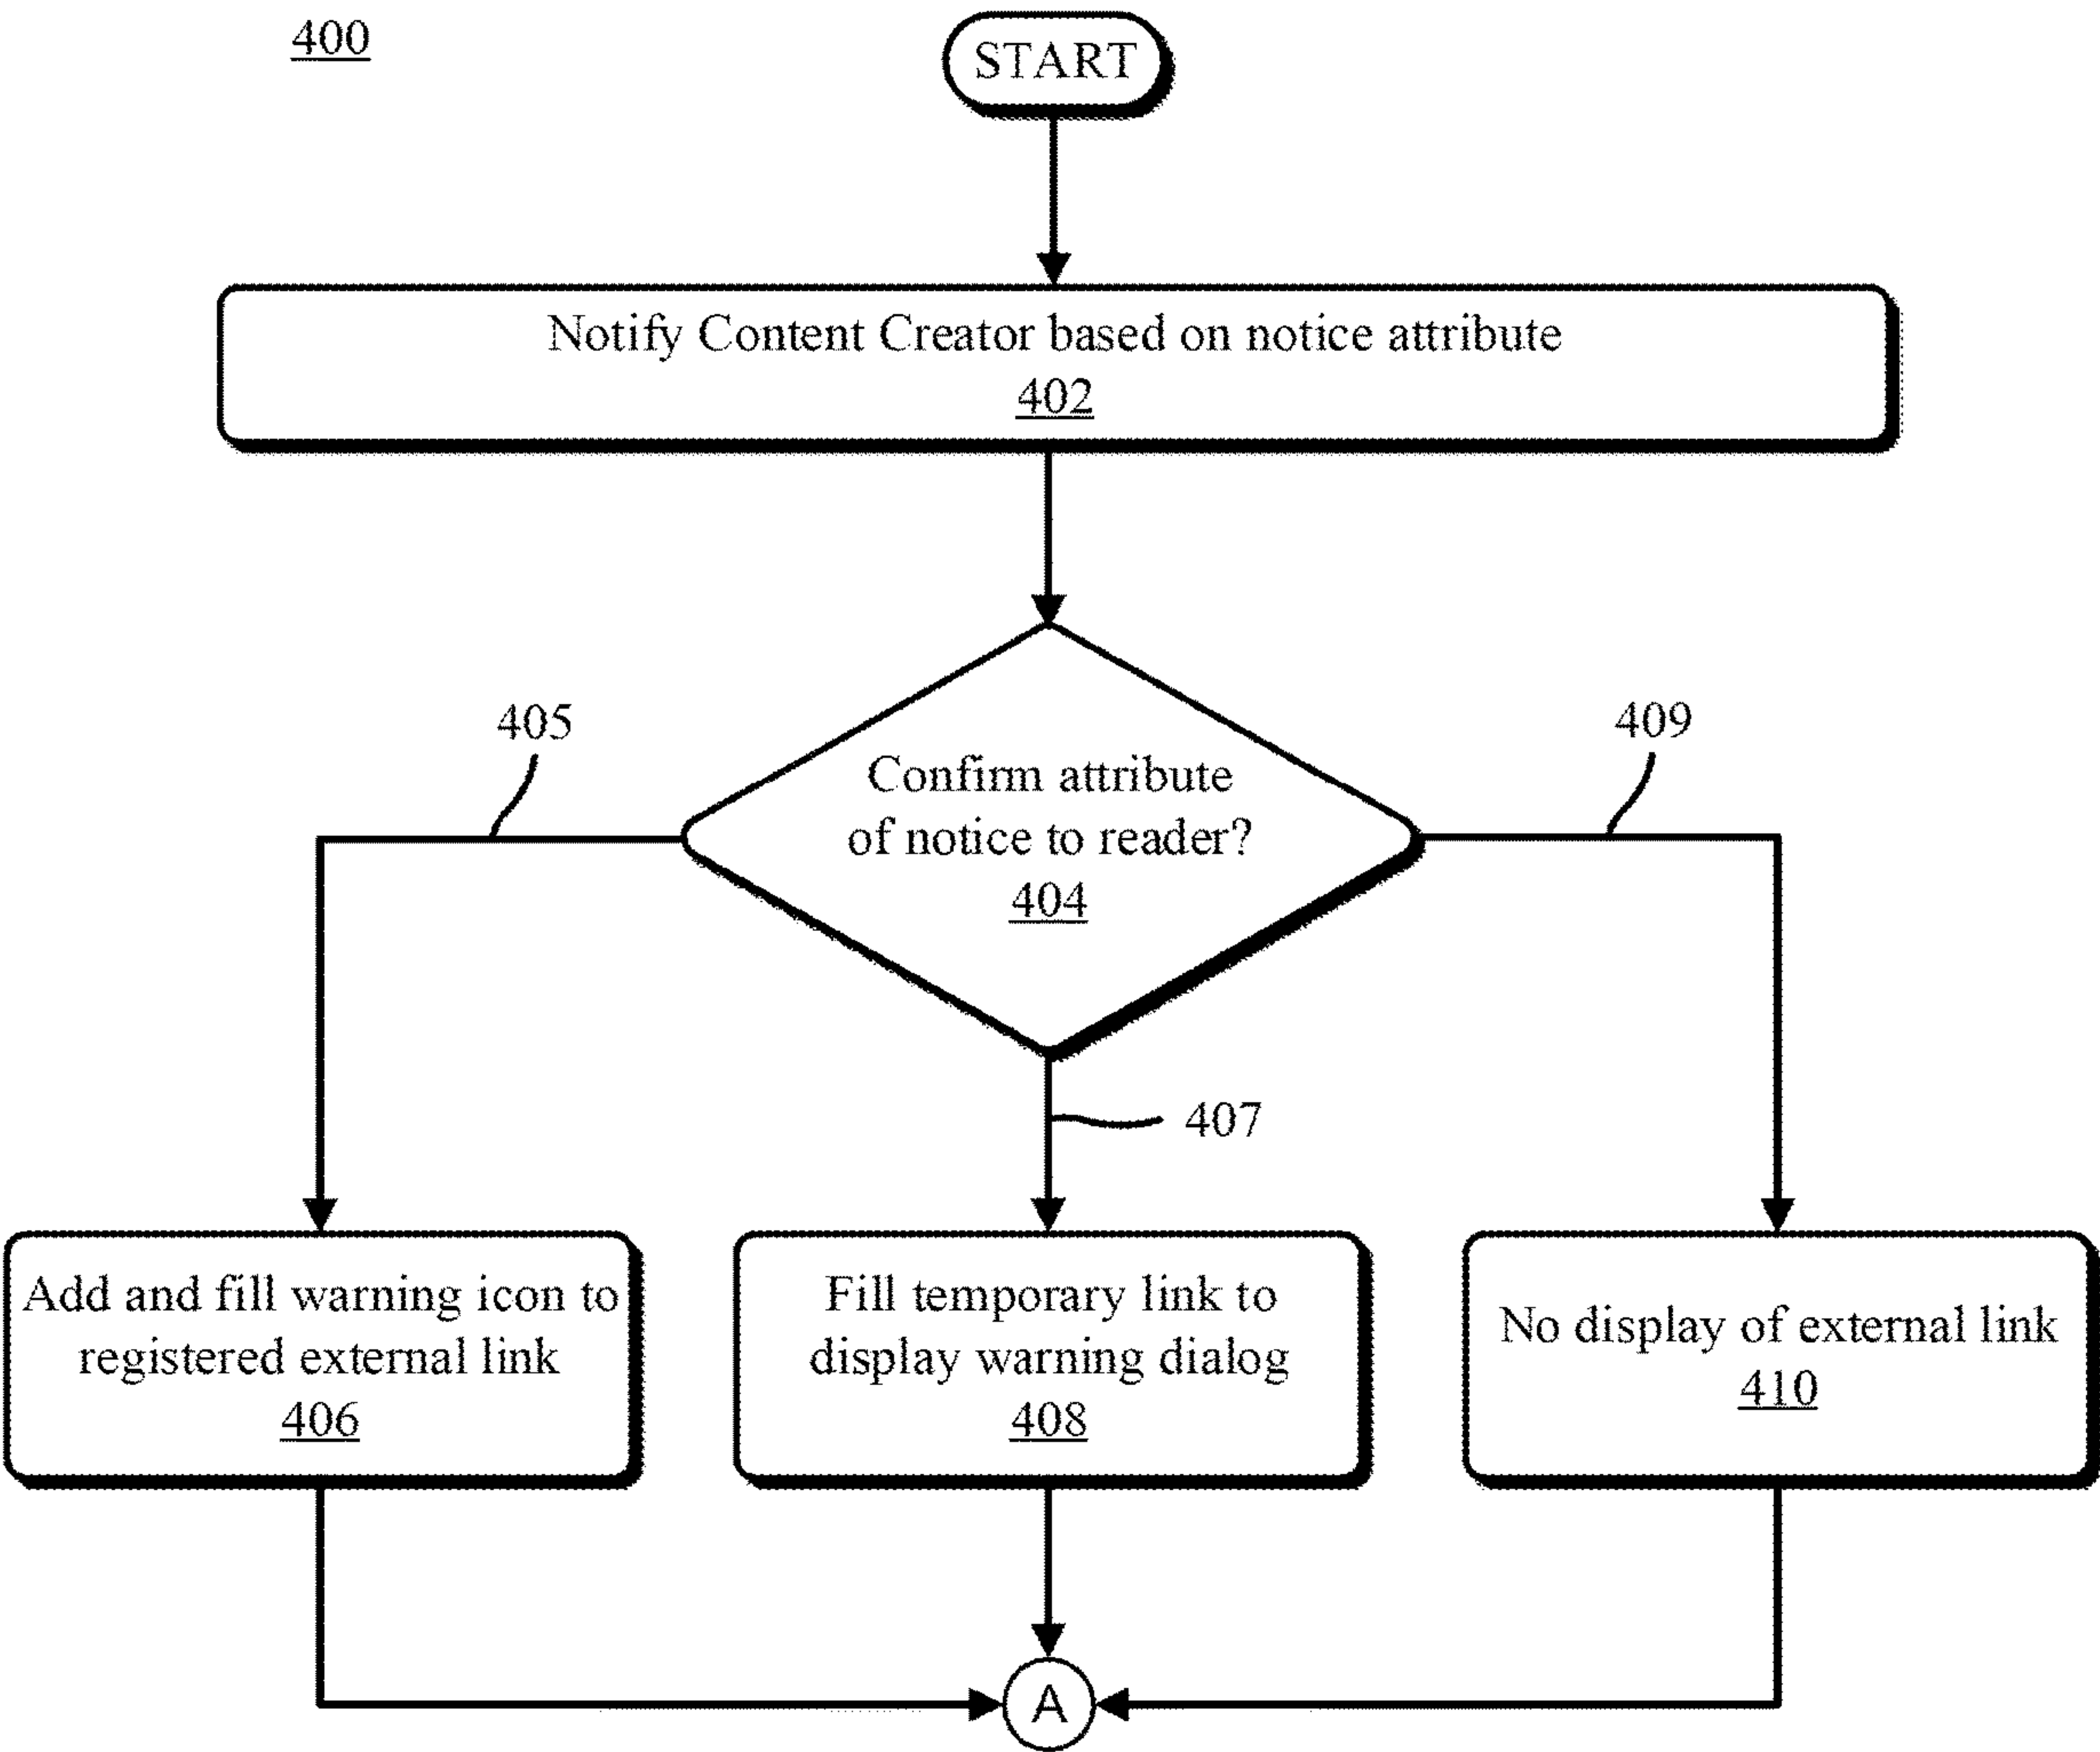 400
START
Notify Content Creator based on notice attribute
402
405
409
Confirm attribute
of notice to reader?
404
407
Add and fill warning icon to
registered external link
406
Fill temporary link to
display warning dialog
408
No display of external link
410
A